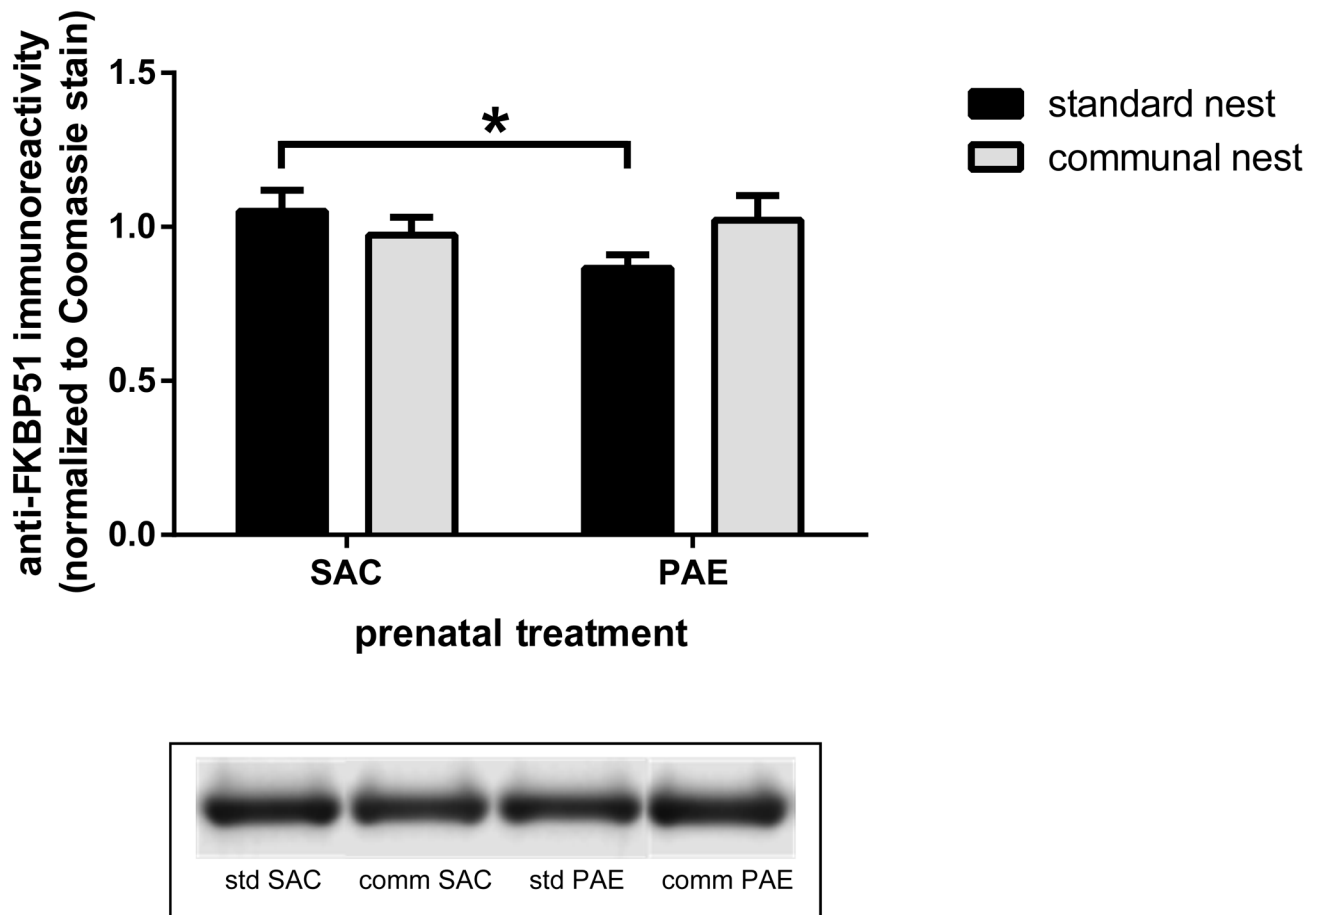 anti-FKBP51 immunoreactivity
(normalized to Coomassie stain)
1.5
1.0
0.5
0.0
*
standard nest
communal nest
SAC PAE
prenatal treatment
std SAC comm SAC std PAE comm PAE